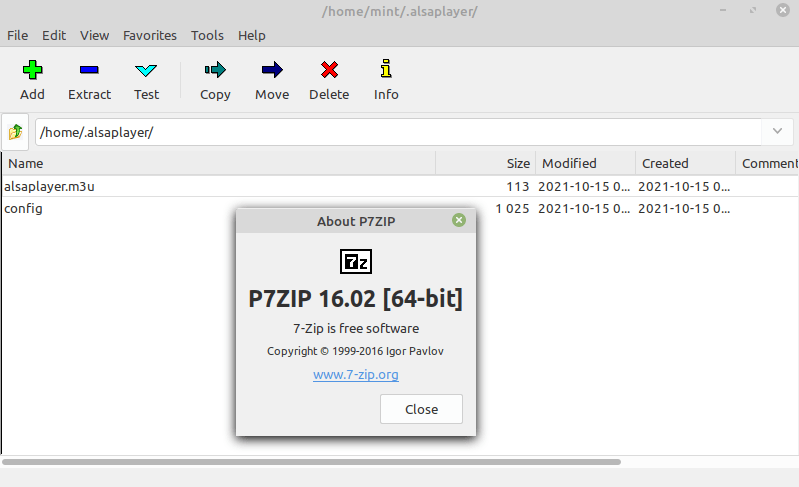 /home/mint/.alsaplayer/
File Edit View Favorites Tools Help
Add Extract Test Copy Move Delete Info
/home/.alsaplayer/
Name Size Modified Created Comment
alsaplayer.m3u 113 2021-10-15 0... 2021-10-15 0...
config 1 025 2021-10-15 0... 2021-10-15 0...
About P7ZIP
7z
P7ZIP 16.02 [64-bit]
7-Zip is free software
Copyright © 1999-2016 Igor Pavlov
www.7-zip.org
Close